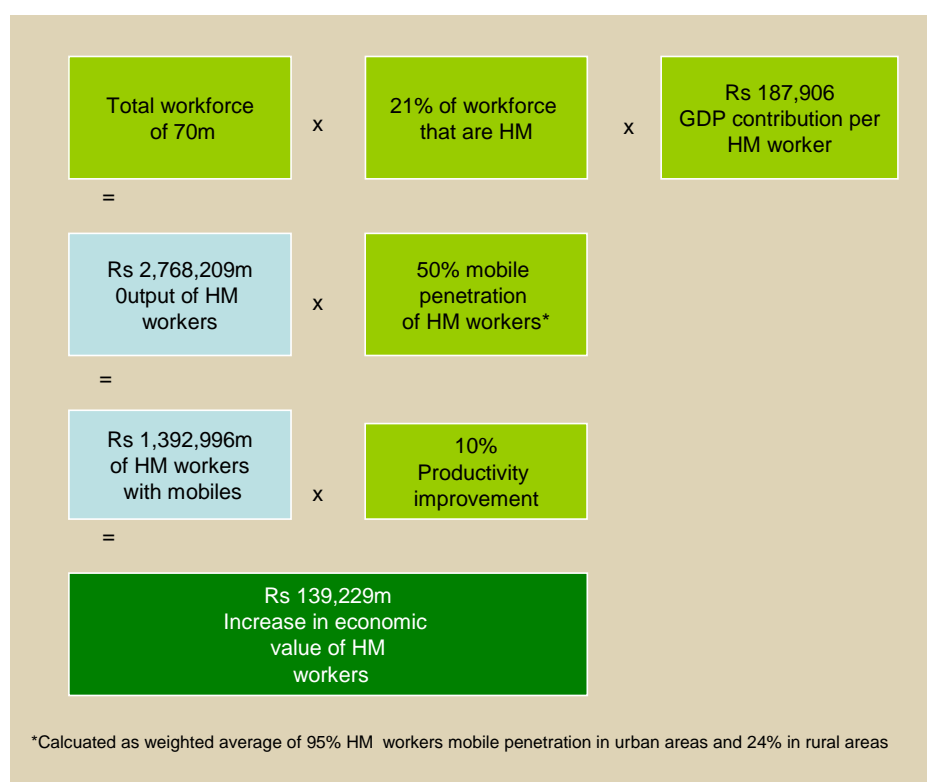 Total workforce
of 70m
x
21% of workforce
that are HM
x
Rs 187,906
GDP contribution per
HM worker
=
Rs 2,768,209m
0utput of HM
workers
x
50% mobile
penetration
of HM workers*
=
Rs 1,392,996m
of HM workers
with mobiles
x
10%
Productivity
improvement
=
Rs 139,229m
Increase in economic
value of HM
workers
*Calcuated as weighted average of 95% HM workers mobile penetration in urban areas and 24% in rural areas